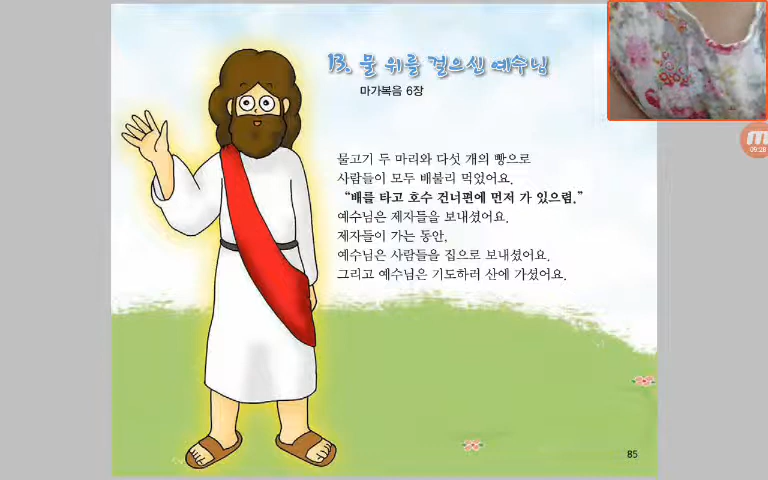 13. 물 위를 걸으신 예수님
마가복음 6장
물고기 두 마리와 다섯 개의 빵으로
사람들이 모두 배불리 먹었어요.
“배를 타고 호수 건너편에 먼저 가 있으렴.”
예수님은 제자들을 보내셨어요.
제자들이 가는 동안,
예수님은 사람들을 집으로 보내셨어요.
그리고 예수님은 기도하러 산에 가셨어요.
85
09:28